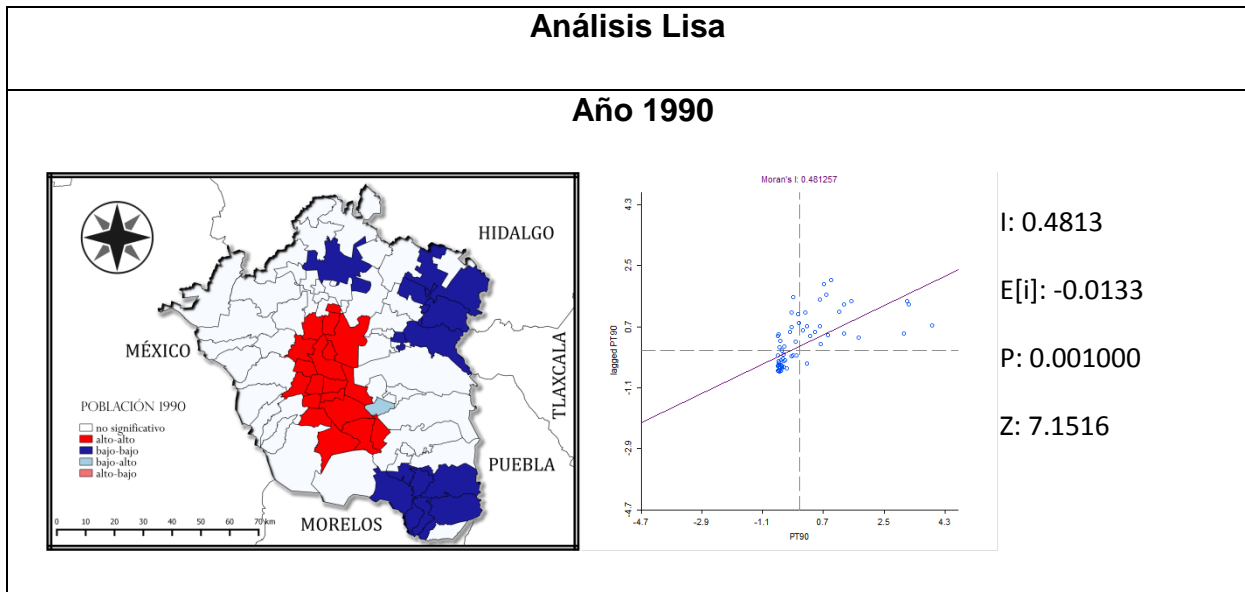 Análisis Lisa
Año 1990
HIDALGO
MÉXICO
TLAXCALA
PUEBLA
MORELOS
POBLACIÓN 1990
no significativo
alto-alto
bajo-bajo
bajo-alto
alto-bajo
0 10 20 30 40 50 60 70 km
Moran's I: 0.481257
lagged PT90
4.3
2.5
0.7
-1.1
-2.9
-4.7
-4.7 -2.9 -1.1 0.7 2.5 4.3
PT90
I: 0.4813
E[i]: -0.0133
P: 0.001000
Z: 7.1516